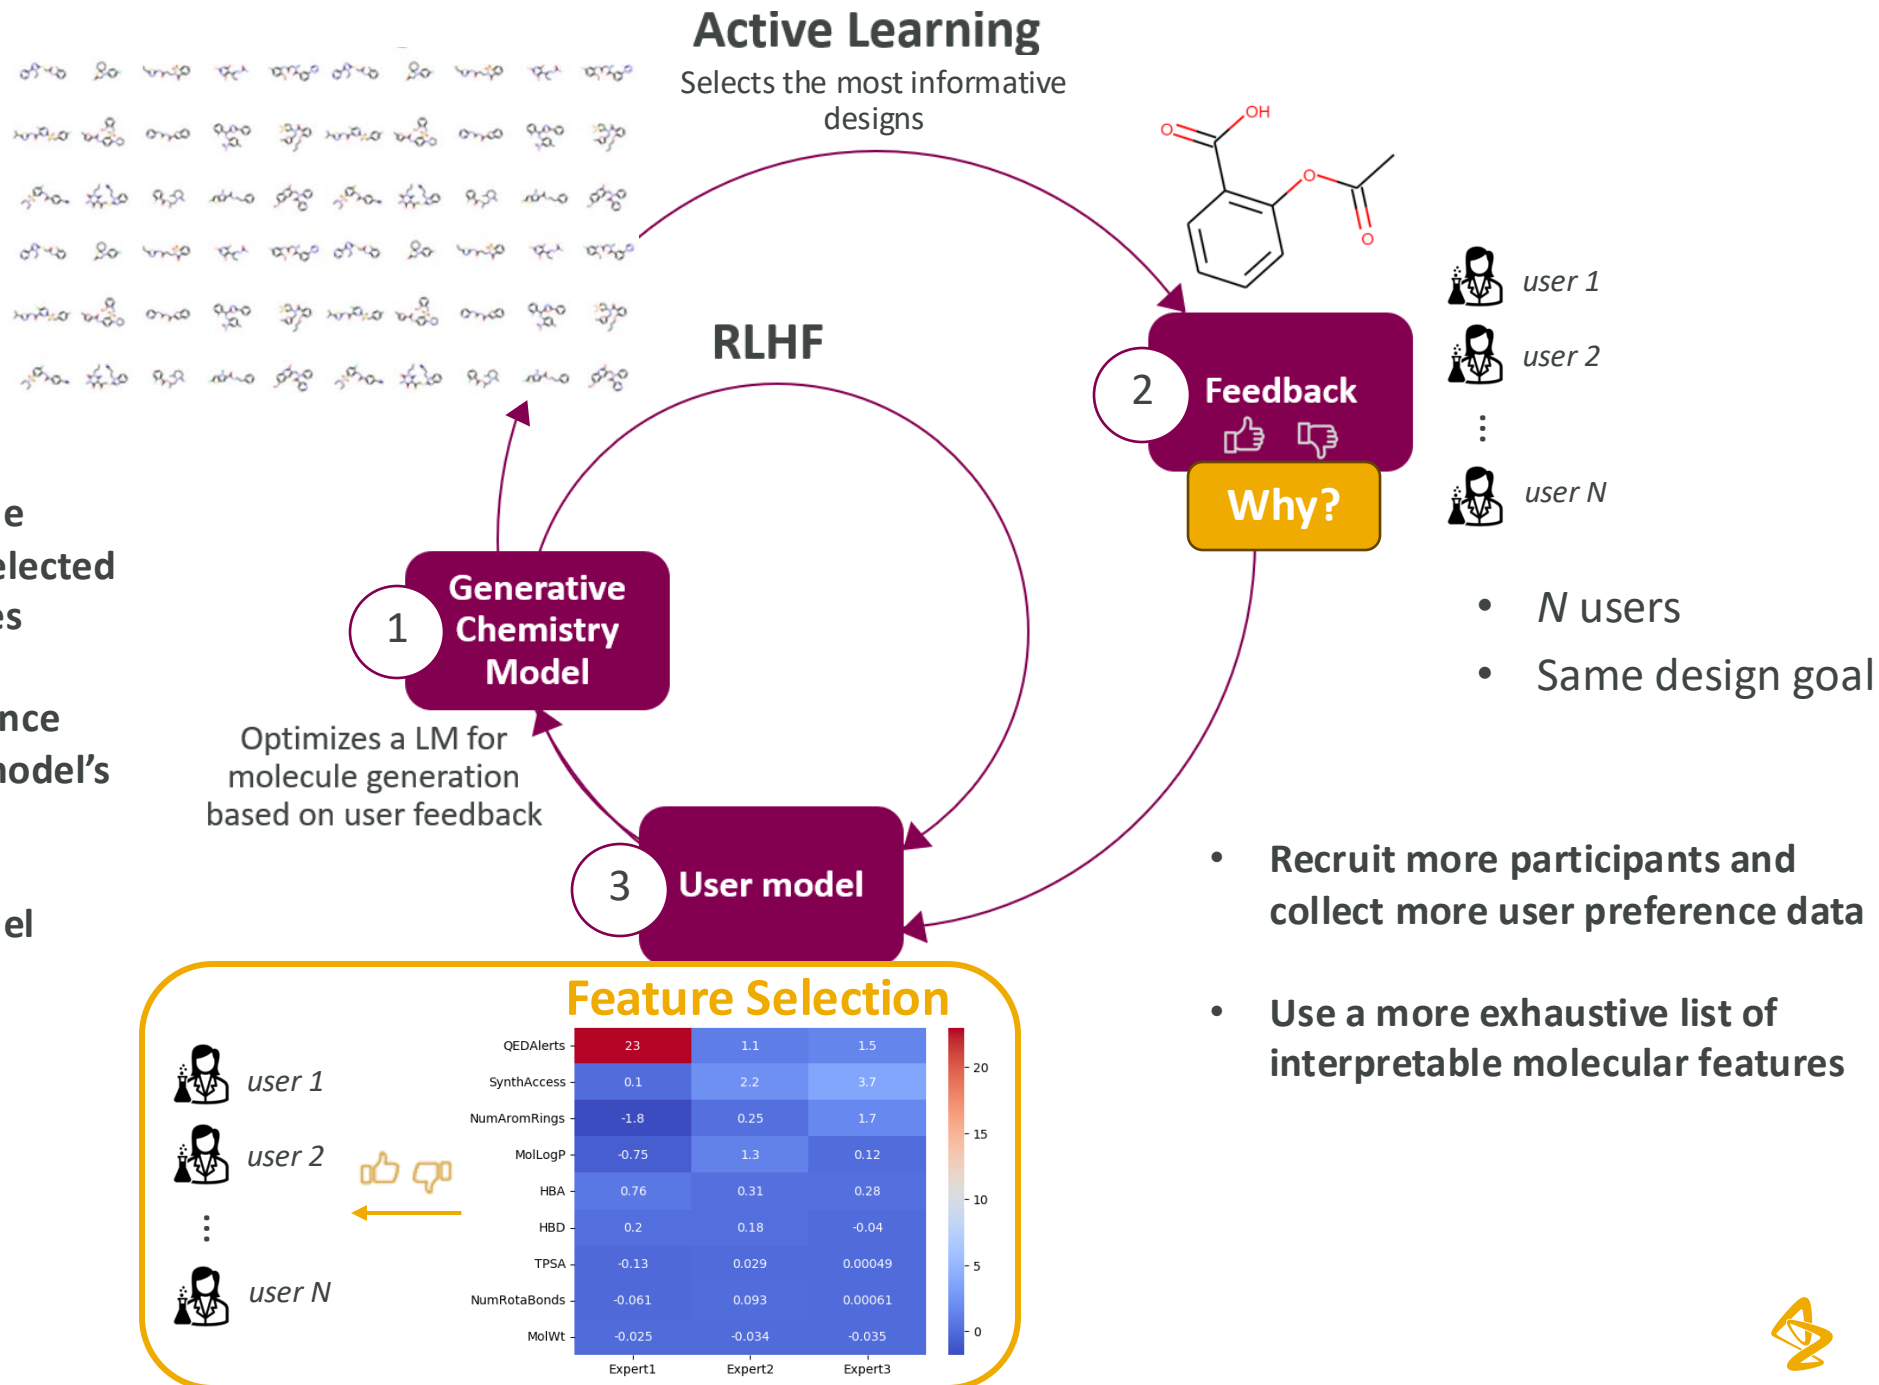 Active Learning
Selects the most informative
designs
OH
O
O
O
user 1
user 2
user N
RLHF
2
Feedback
Why?
1
Generative
Chemistry
Model
Optimizes a LM for
molecule generation
based on user feedback
3
User model
e
elected
es
nce
nodel's
el
• N users
• Same design goal
• Recruit more participants and
collect more user preference data
• Use a more exhaustive list of
interpretable molecular features
Feature Selection
user 1
user 2
user N
QEDAlerts 23 1.1 1.5
SynthAccess 0.1 2.2 3.7
NumAromRings -1.8 0.25 1.7
MolLogP -0.75 1.3 0.12
HBA 0.76 0.31 0.28
HBD 0.2 0.18 -0.04
TPSA -0.13 0.029 0.00049
NumRotaBonds -0.061 0.093 0.00061
MolWt -0.025 -0.034 -0.035
Expert1 Expert2 Expert3
20
15
10
5
0